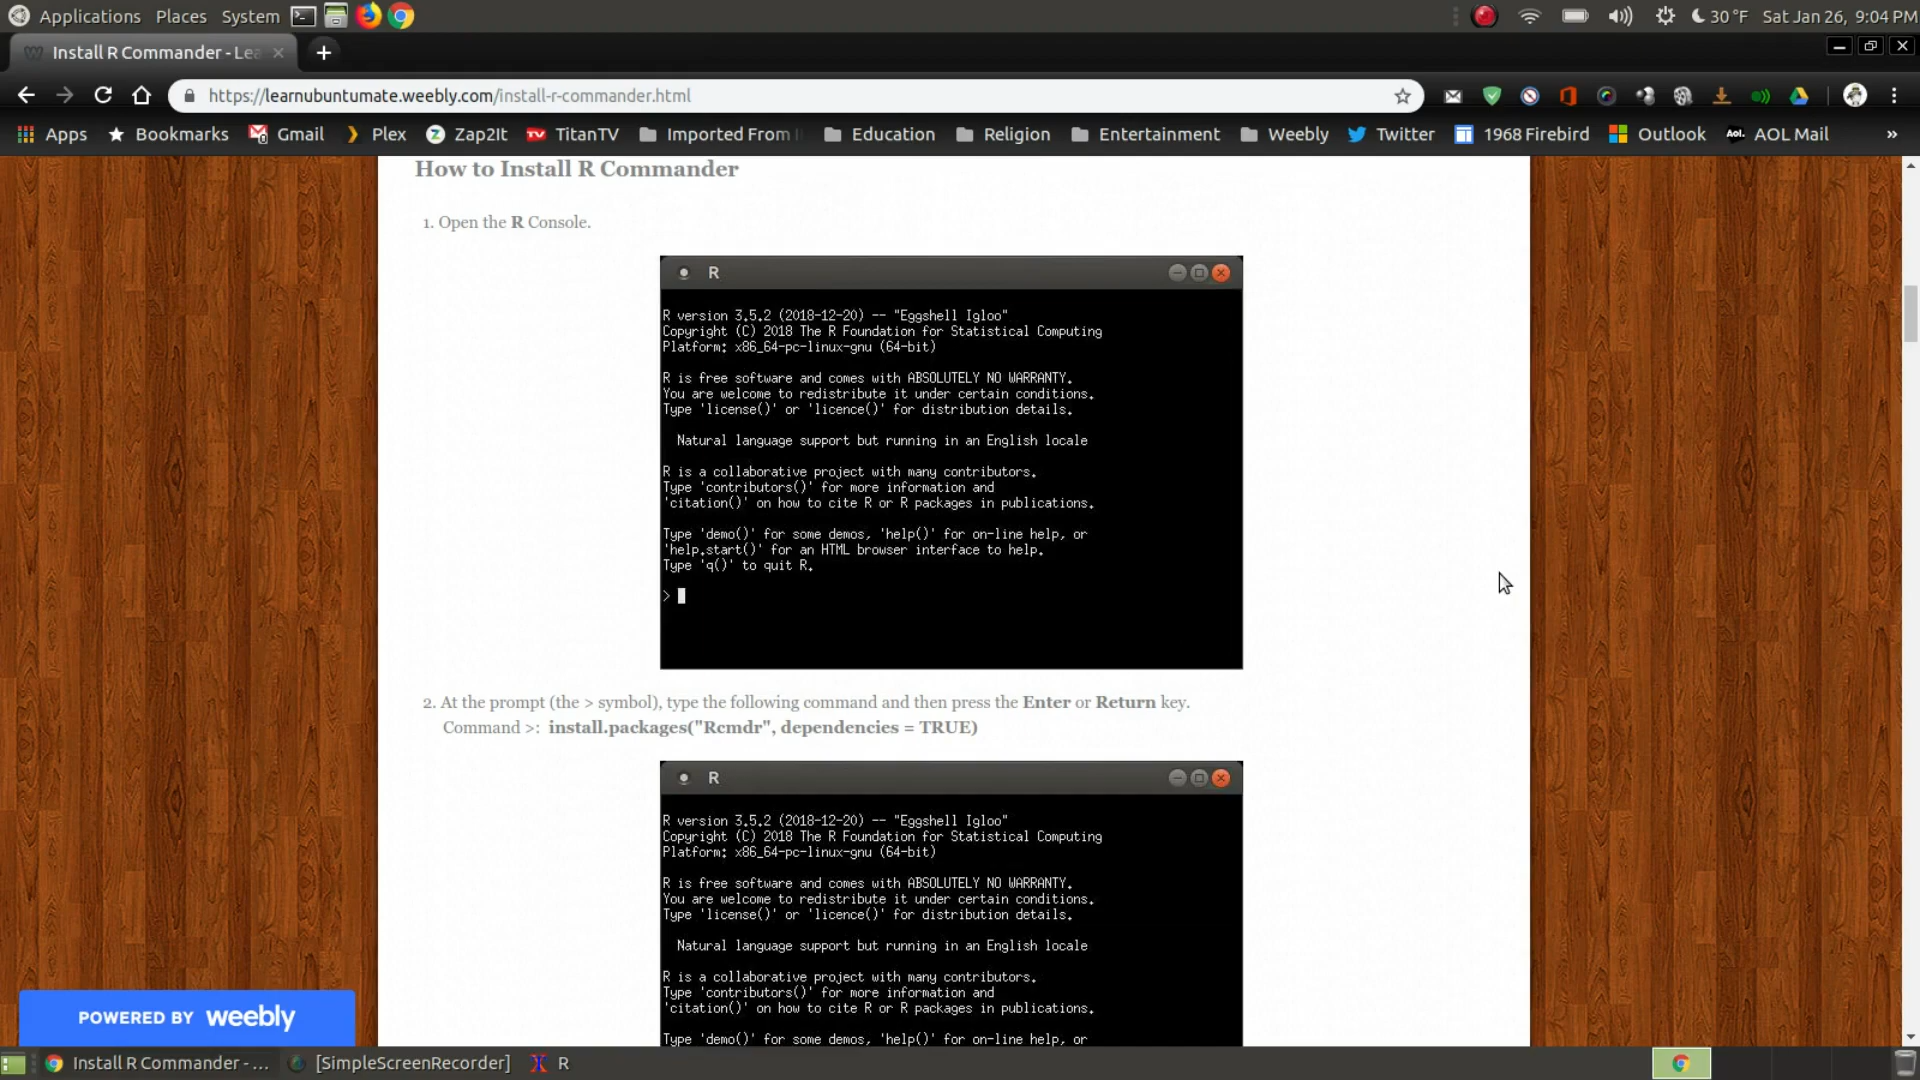 Applications Places System 30 °F Sat Jan 26, 9:04 PM
Install R Commander - Lea
https://learnubuntumate.weebly.com/install-r-commander.html
Apps Bookmarks Gmail Plex Zap2It TitanTV Imported From Education Religion Entertainment Weebly Twitter 1968 Firebird Outlook Aol. AOL Mail »
How to Install R Commander
1. Open the R Console.
R
R version 3.5.2 (2018-12-20) -- "Eggshell Igloo"
Copyright (C) 2018 The R Foundation for Statistical Computing
Platform: x86_64-pc-linux-gnu (64-bit)
R is free software and comes with ABSOLUTELY NO WARRANTY.
You are welcome to redistribute it under certain conditions.
Type 'license()' or 'licence()' for distribution details.
Natural language support but running in an English locale
R is a collaborative project with many contributors.
Type 'contributors()' for more information and
'citation()' on how to cite R or R packages in publications.
Type 'demo()' for some demos, 'help()' for on-line help, or
'help.start()' for an HTML browser interface to help.
Type 'q()' to quit R.
>
2. At the prompt (the > symbol), type the following command and then press the Enter or Return key.
Command >: install.packages("Rcmdr", dependencies = TRUE)
R
R version 3.5.2 (2018-12-20) -- "Eggshell Igloo"
Copyright (C) 2018 The R Foundation for Statistical Computing
Platform: x86_64-pc-linux-gnu (64-bit)
R is free software and comes with ABSOLUTELY NO WARRANTY.
You are welcome to redistribute it under certain conditions.
Type 'license()' or 'licence()' for distribution details.
Natural language support but running in an English locale
R is a collaborative project with many contributors.
Type 'contributors()' for more information and
'citation()' on how to cite R or R packages in publications.
Type 'demo()' for some demos, 'help()' for on-line help, or
POWERED BY weebly
Install R Commander - ... [SimpleScreenRecorder] R